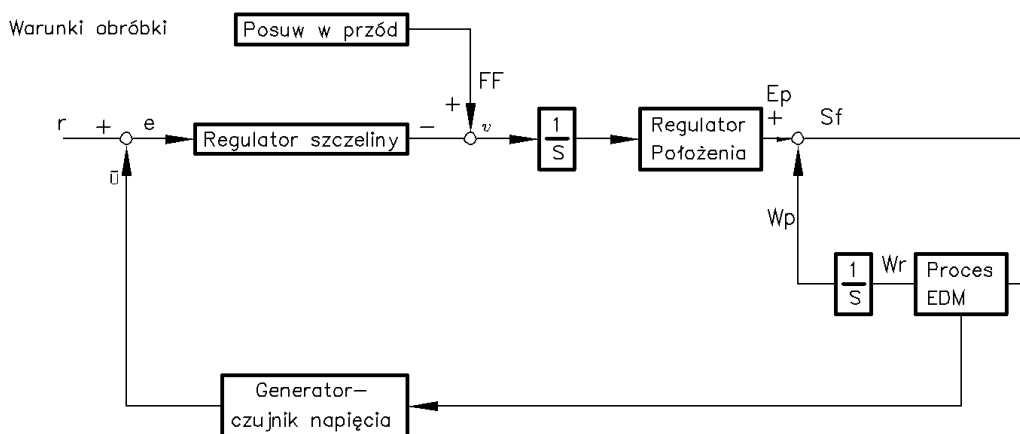 Warunki obróbki
Posuw w przód
FF
+
r
+
e
Regulator szczeliny
−
v
1
S
Regulator
Położenia
Ep
+
Sf
ū
Wp
1
S
Wr
Proces
EDM
Generator−
czujnik napięcia